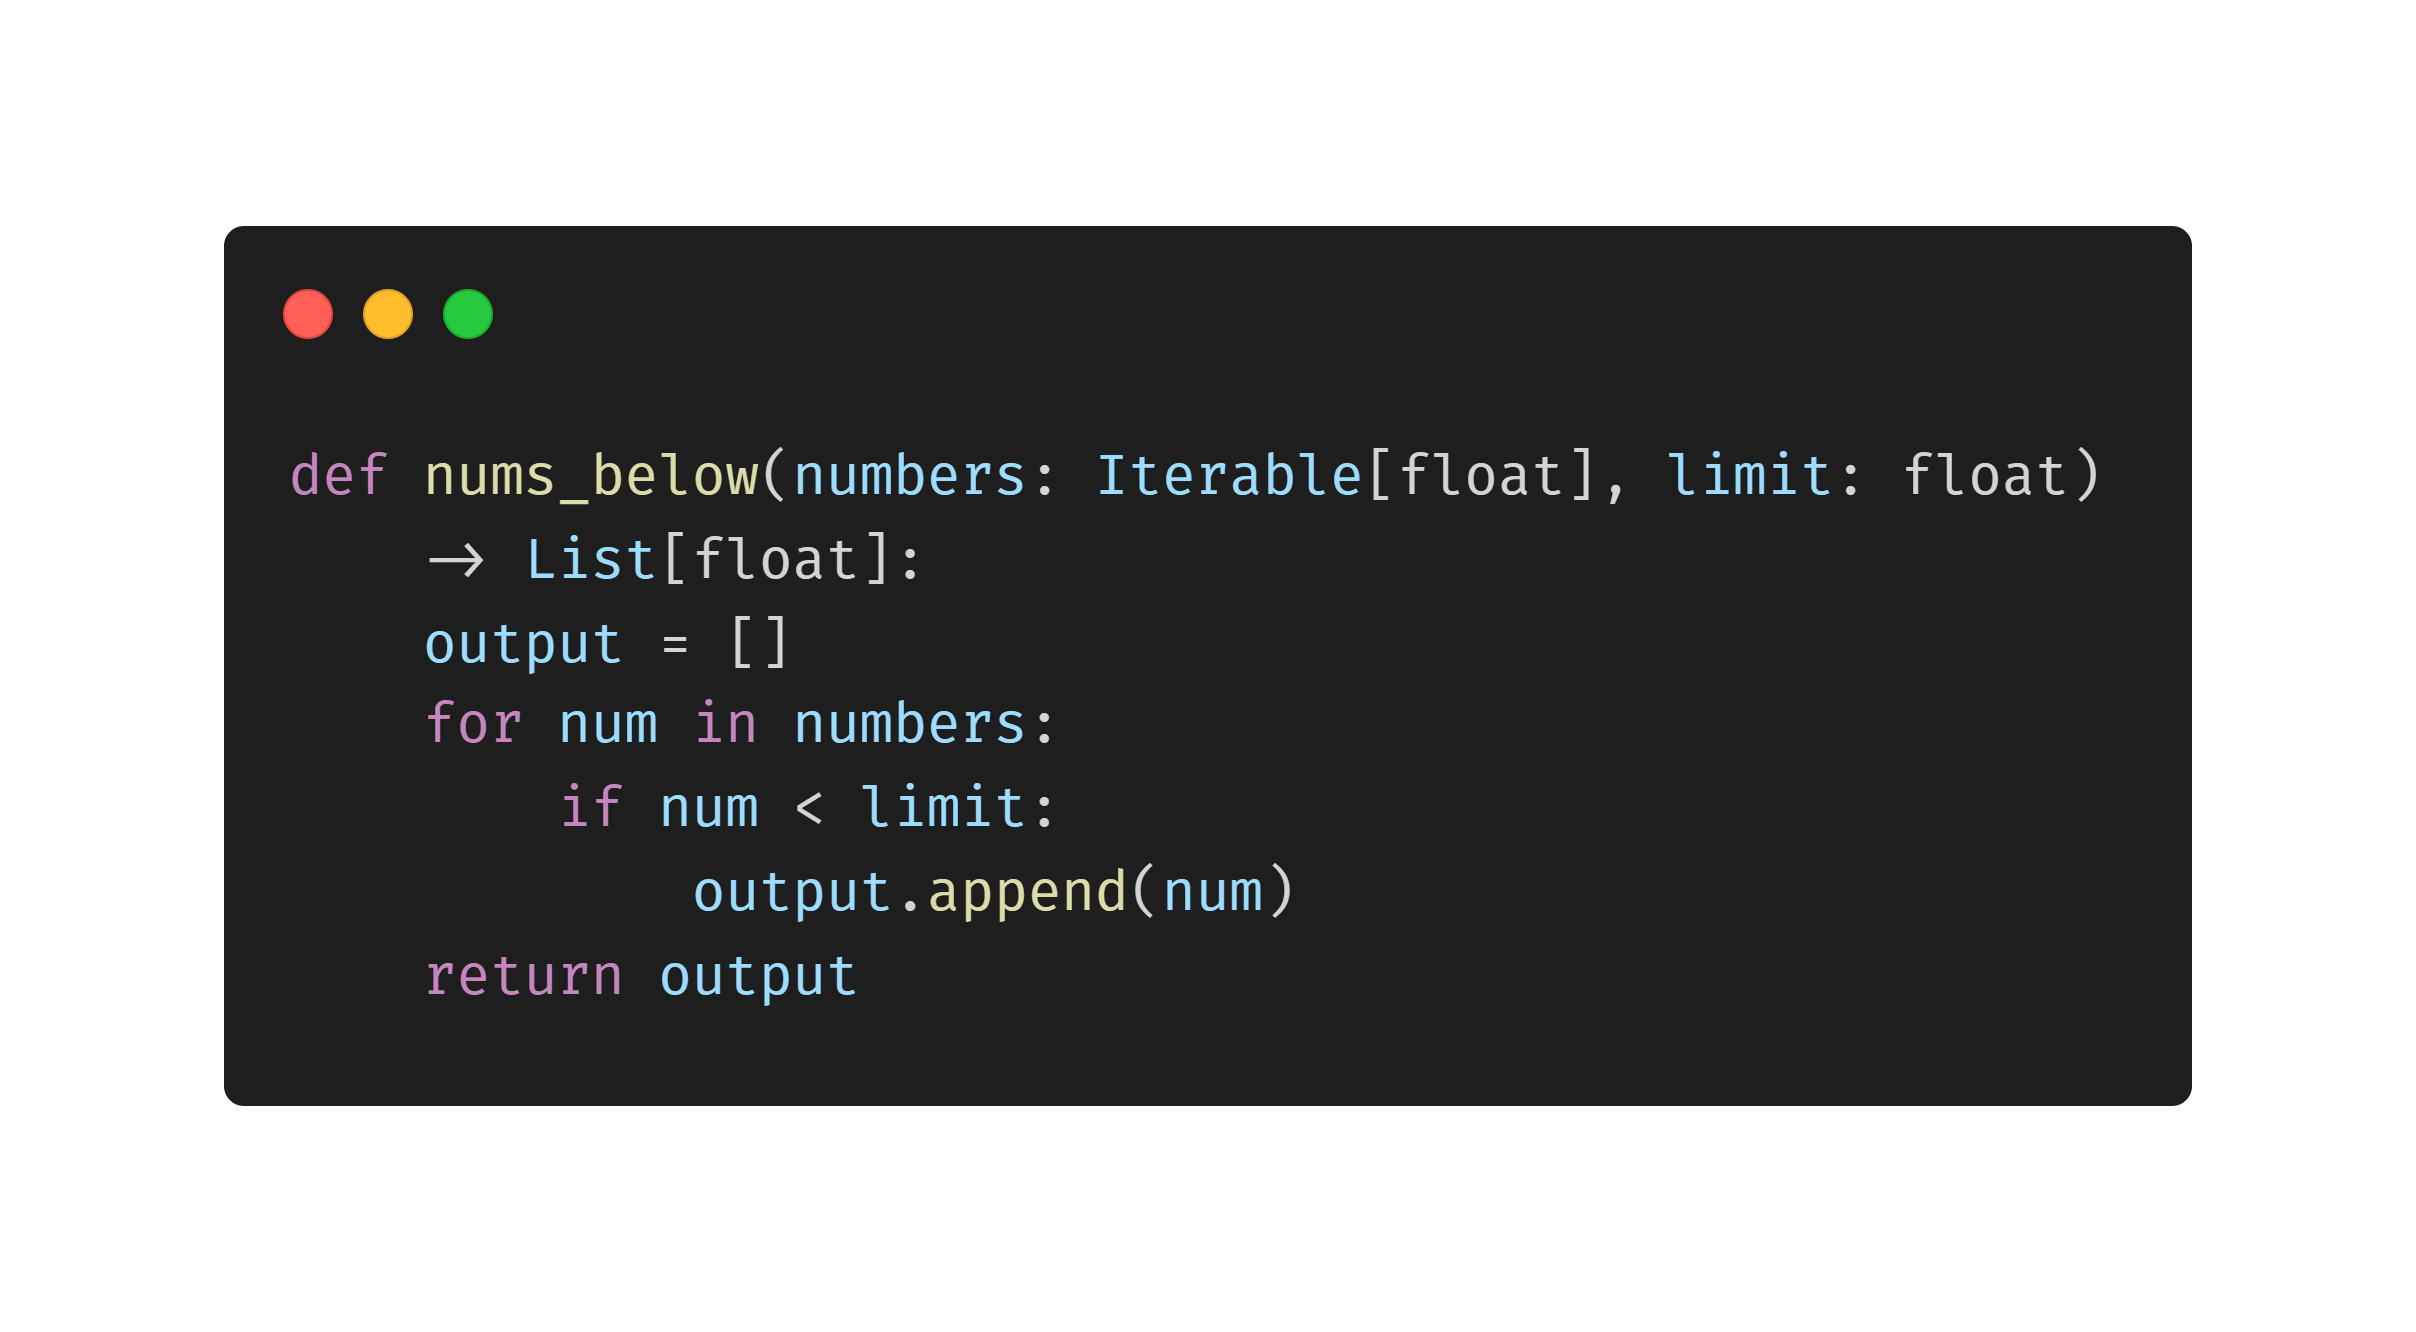 def nums_below(numbers: Iterable[float], limit: float)
    -> List[float]:
    output = []
    for num in numbers:
        if num < limit:
            output.append(num)
    return output